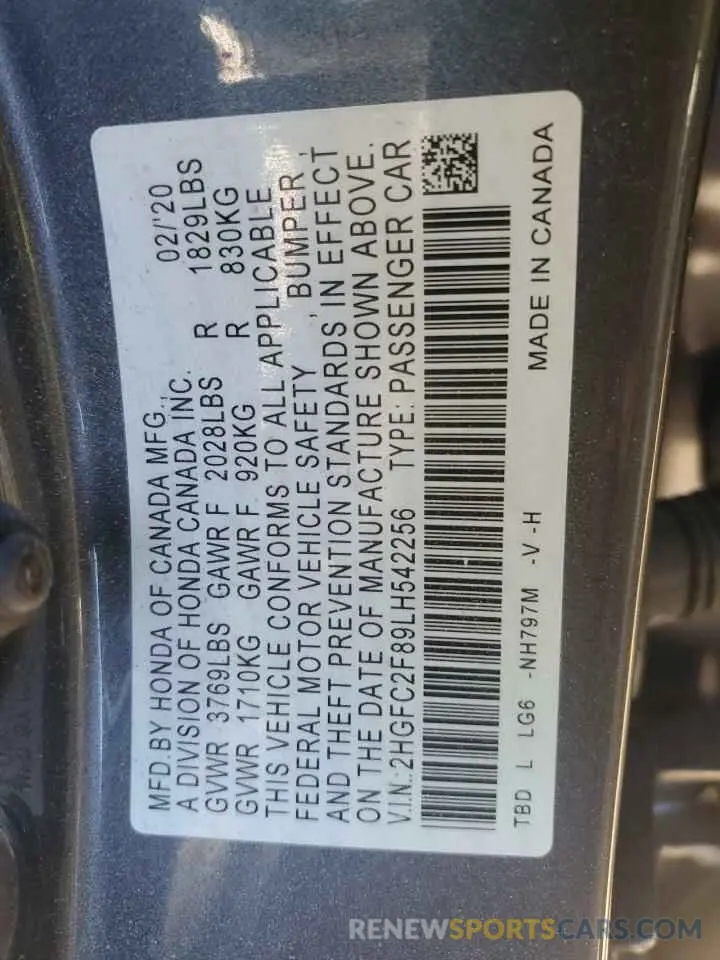 MFD.BY HONDA OF CANADA MFG., 02/'20
A DIVISION OF HONDA CANADA INC.
GVWR 3769LBS GAWR F 2028LBS R 1829LBS
GVWR 1710KG GAWR F 920KG R 830KG
THIS VEHICLE CONFORMS TO ALL APPLICABLE
FEDERAL MOTOR VEHICLE SAFETY , BUMPER ,
AND THEFT PREVENTION STANDARDS IN EFFECT
ON THE DATE OF MANUFACTURE SHOWN ABOVE.
V.I.N.:2HGFC2F89LH542256 TYPE: PASSENGER CAR
TBD L LG6 -NH797M -V -H MADE IN CANADA
RENEWSPORTSCARS.COM